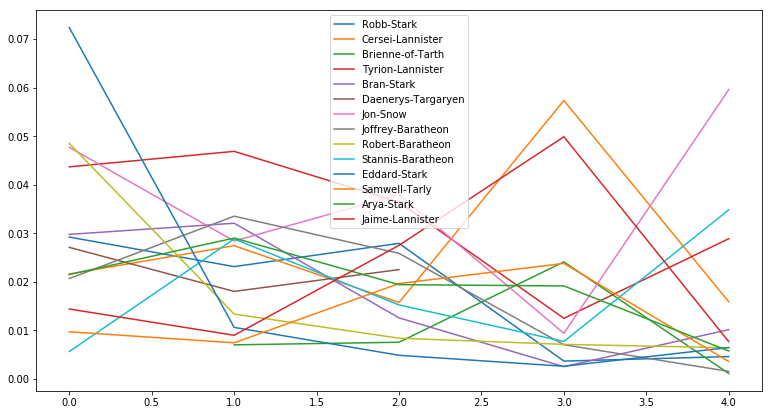 0.07
0.06
0.05
0.04
0.03
0.02
0.01
0.00
0.0 0.5 1.0 1.5 2.0 2.5 3.0 3.5 4.0
Robb-Stark
Cersei-Lannister
Brienne-of-Tarth
Tyrion-Lannister
Bran-Stark
Daenerys-Targaryen
Jon-Snow
Joffrey-Baratheon
Robert-Baratheon
Stannis-Baratheon
Eddard-Stark
Samwell-Tarly
Arya-Stark
Jaime-Lannister